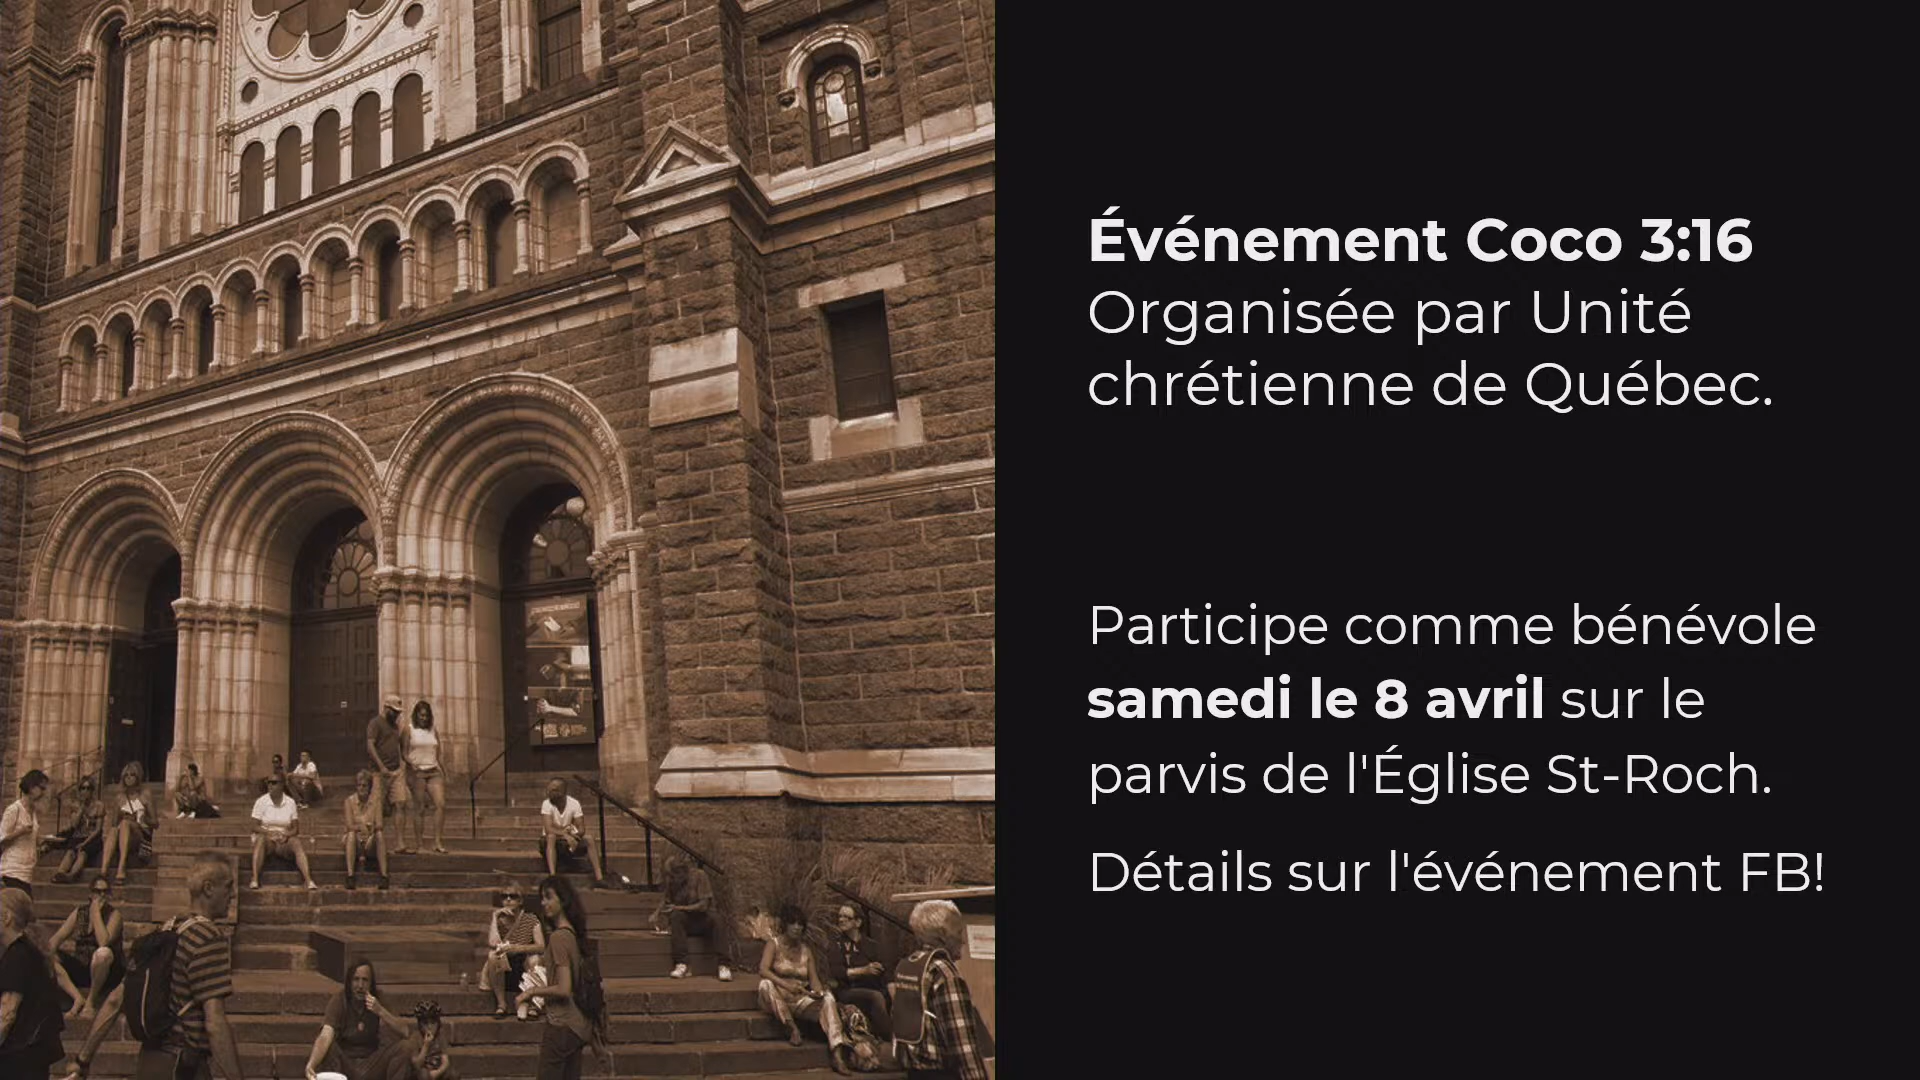 Événement Coco 3:16
Organisée par Unité
chrétienne de Québec.
Participe comme bénévole
samedi le 8 avril sur le
parvis de l'Église St-Roch.
Détails sur l'événement FB!